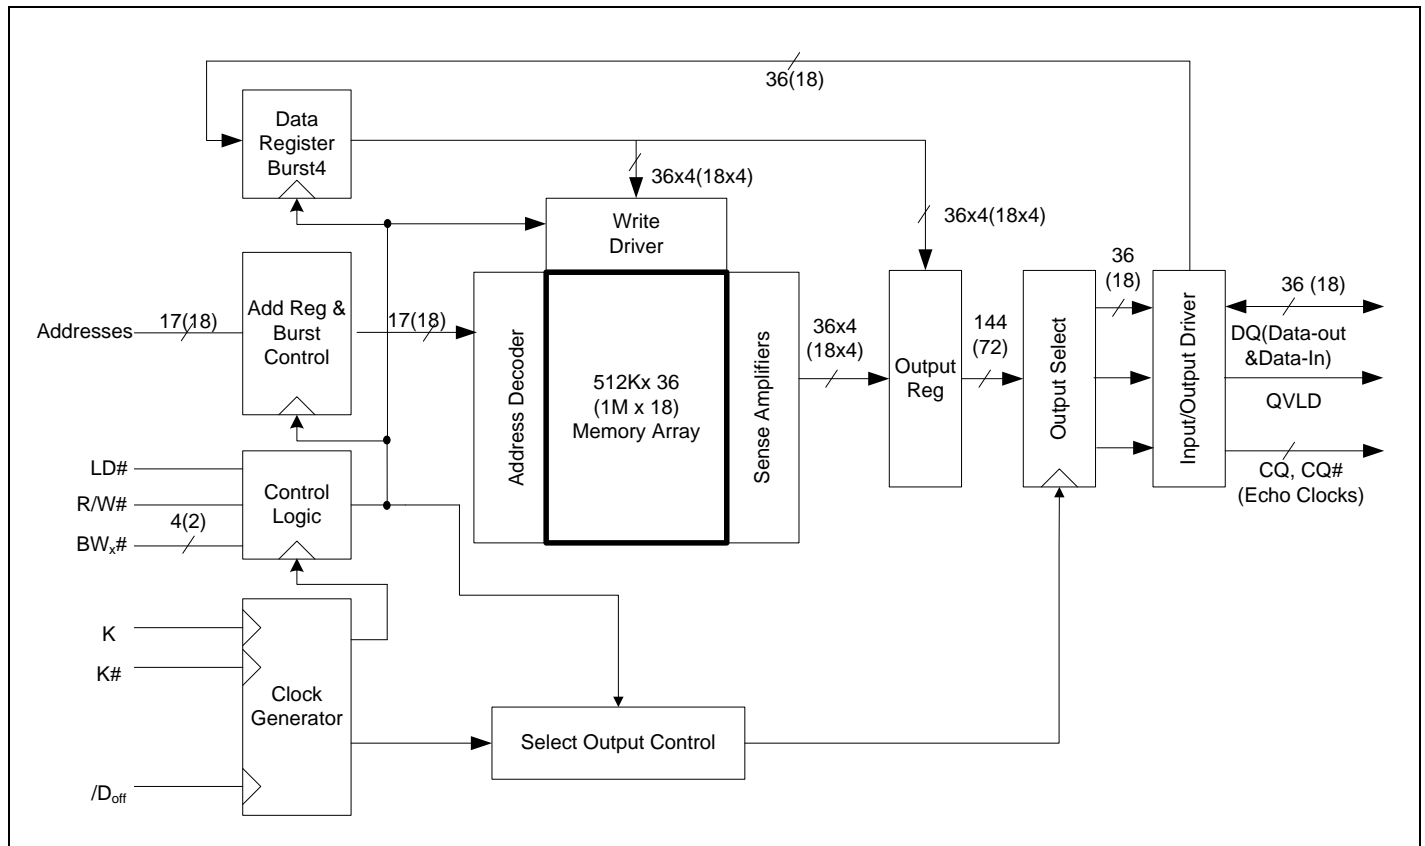 36(18)
Data
Register
Burst4
36x4(18x4)
36x4(18x4)
Write
Driver
Addresses
17(18)
Add Reg &
Burst
Control
17(18)
Address Decoder
512Kx 36
(1M x 18)
Memory Array
Sense Amplifiers
36x4
(18x4)
Output
Reg
144
(72)
Output Select
36
(18)
Input/Output Driver
36 (18)
DQ(Data-out
&Data-In)
QVLD
CQ, CQ#
(Echo Clocks)
LD#
R/W#
4(2)
BWx#
Control
Logic
K
K#
/Doff
Clock
Generator
Select Output Control